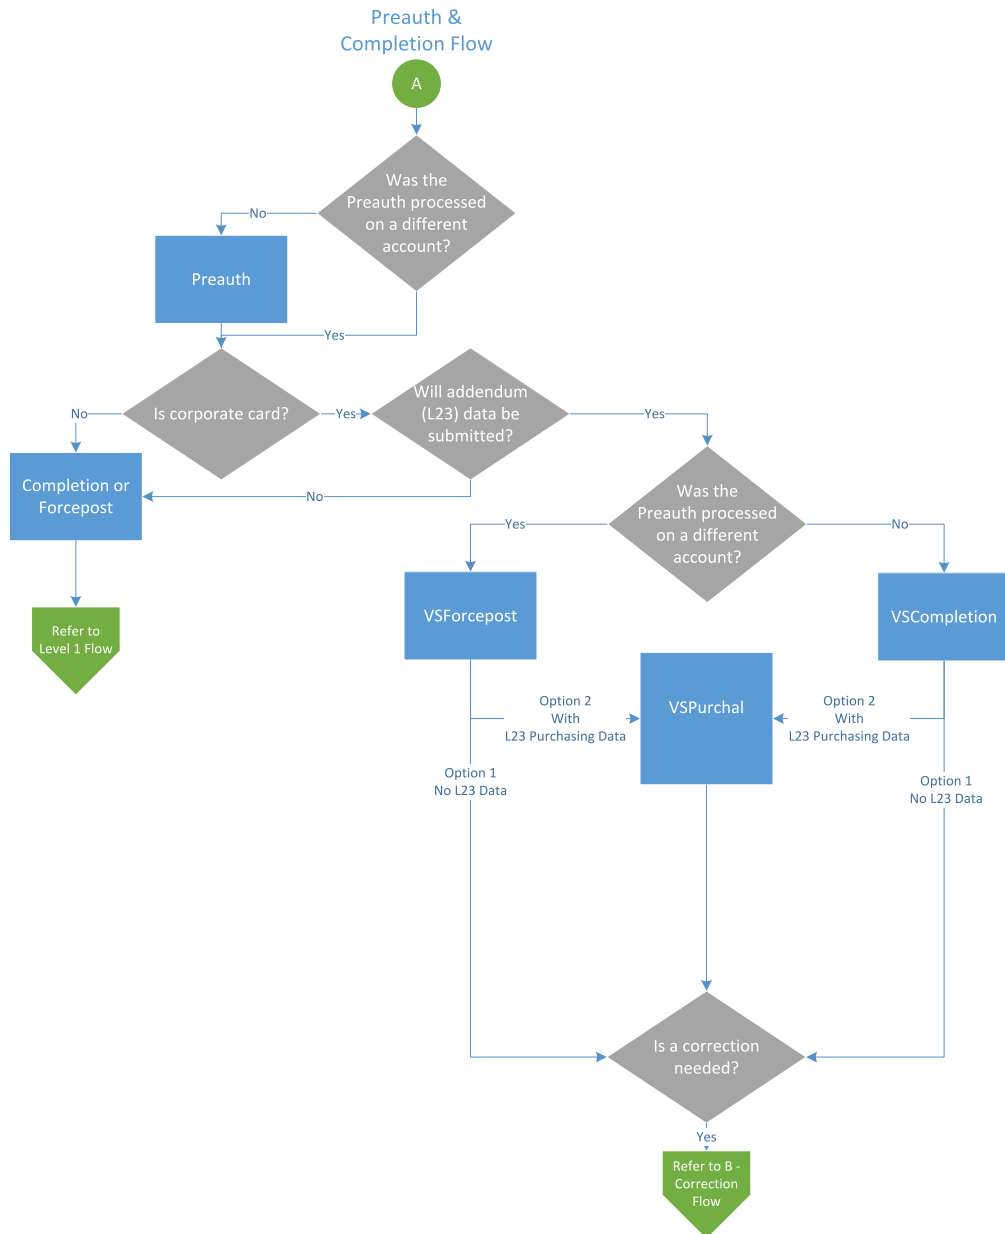 Preauth &
Completion Flow
A
Was the
Preauth processed
on a different
account?
No
Preauth
Yes
Is corporate card?
No
Yes
Will addendum
(L23) data be
submitted?
Yes
Completion or
Forcepost
No
Was the
Preauth processed
on a different
account?
Yes
No
Refer to
Level 1 Flow
VSForcepost
VSCompletion
VSPurchal
Option 2
With
L23 Purchasing Data
Option 2
With
L23 Purchasing Data
Option 1
No L23 Data
Option 1
No L23 Data
Is a correction
needed?
Yes
Refer to B -
Correction
Flow